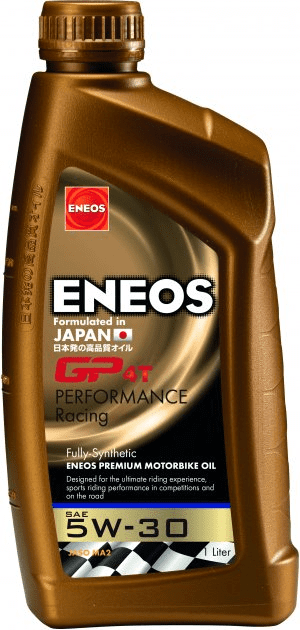 ENEOS
ENEOS
Formulated in
JAPAN
日本発の高品質オイル
GP4T
PERFORMANCE
Racing
Fully-Synthetic
ENEOS PREMIUM MOTORBIKE OIL
Designed for the ultimate riding experience,
sports riding performance in competitions and
on the road
SAE
5W-30
1 Liter
JASO MA2